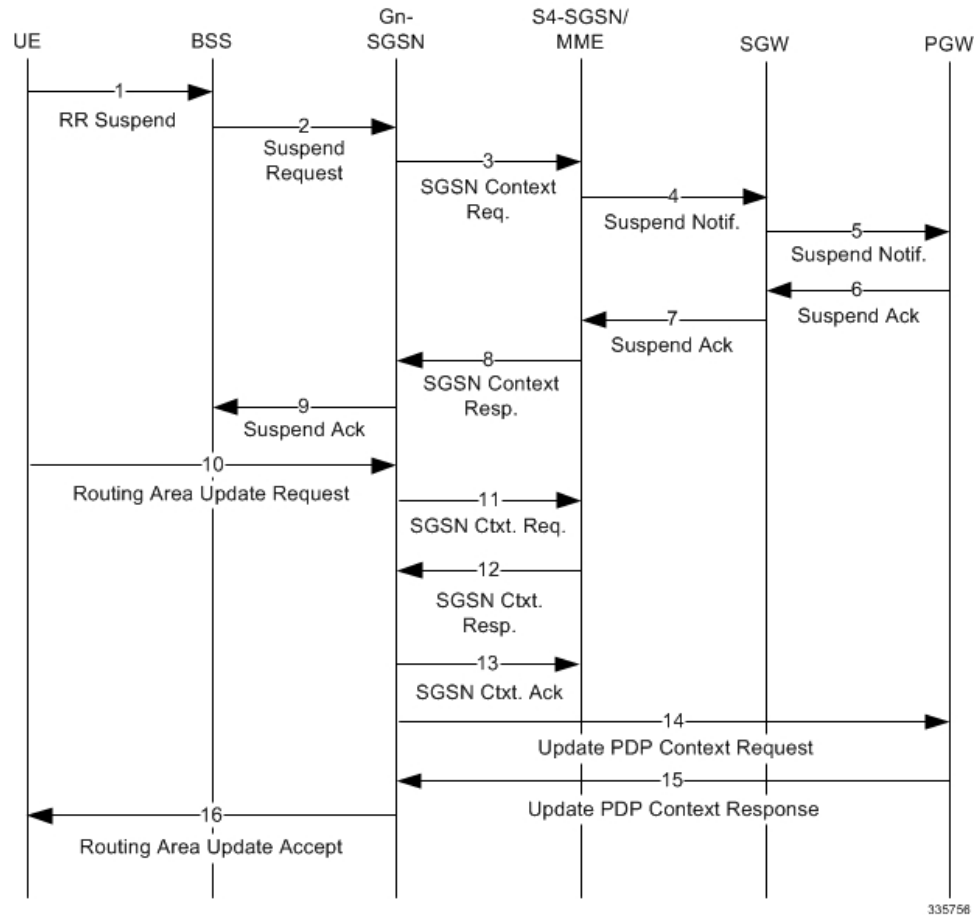 Gn-
SGSN
S4-SGSN/
MME
UE
BSS
SGW
PGW
1
RR Suspend
2
Suspend
Request
3
SGSN Context
Req.
4
Suspend Notif.
5
Suspend Notif.
6
Suspend Ack
7
Suspend Ack
8
SGSN Context
Resp.
9
Suspend Ack
10
Routing Area Update Request
11
SGSN Ctxt. Req.
12
SGSN Ctxt.
Resp.
13
SGSN Ctxt. Ack
14
Update PDP Context Request
15
Update PDP Context Response
16
Routing Area Update Accept
335756